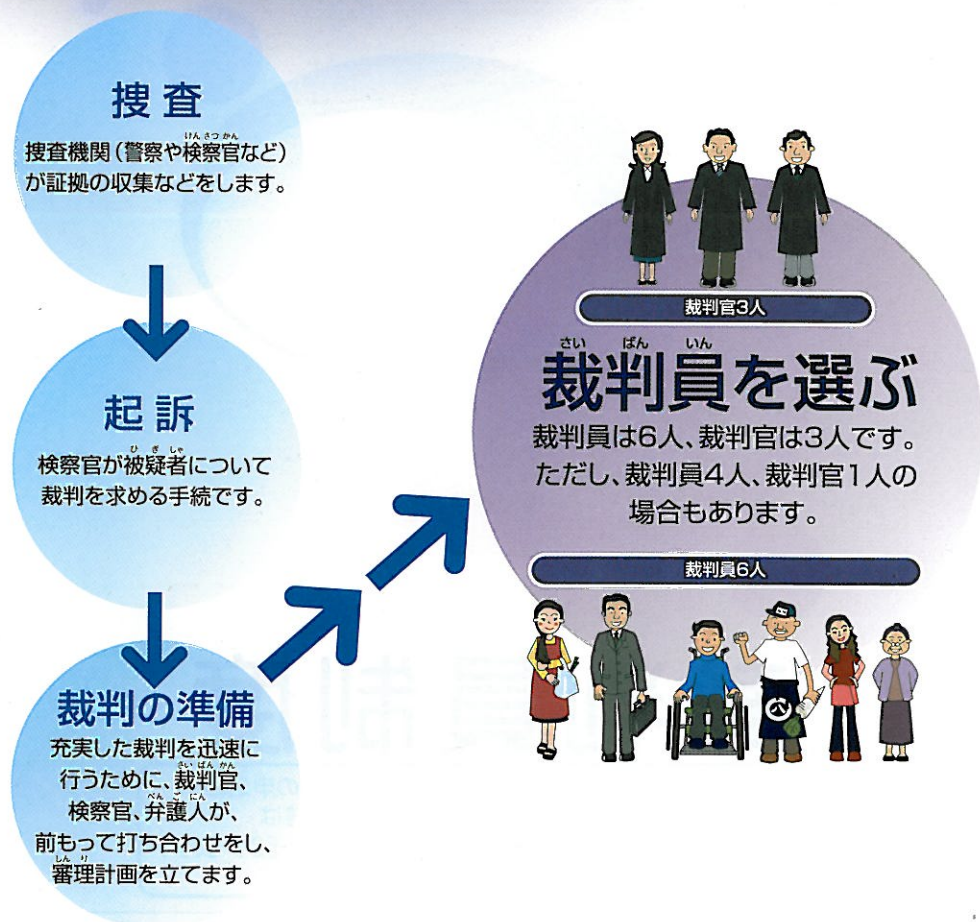 捜査
捜査機関(警察や検察官など)
が証拠の収集などをします。
起訴
検察官が被疑者について
裁判を求める手続です。
裁判の準備
充実した裁判を迅速に
行うために、裁判官、
検察官、弁護人が、
前もって打ち合わせをし、
審理計画を立てます。
裁判官3人
裁判員を選ぶ
裁判員は6人、裁判官は3人です。
ただし、裁判員4人、裁判官1人の
場合もあります。
裁判員6人